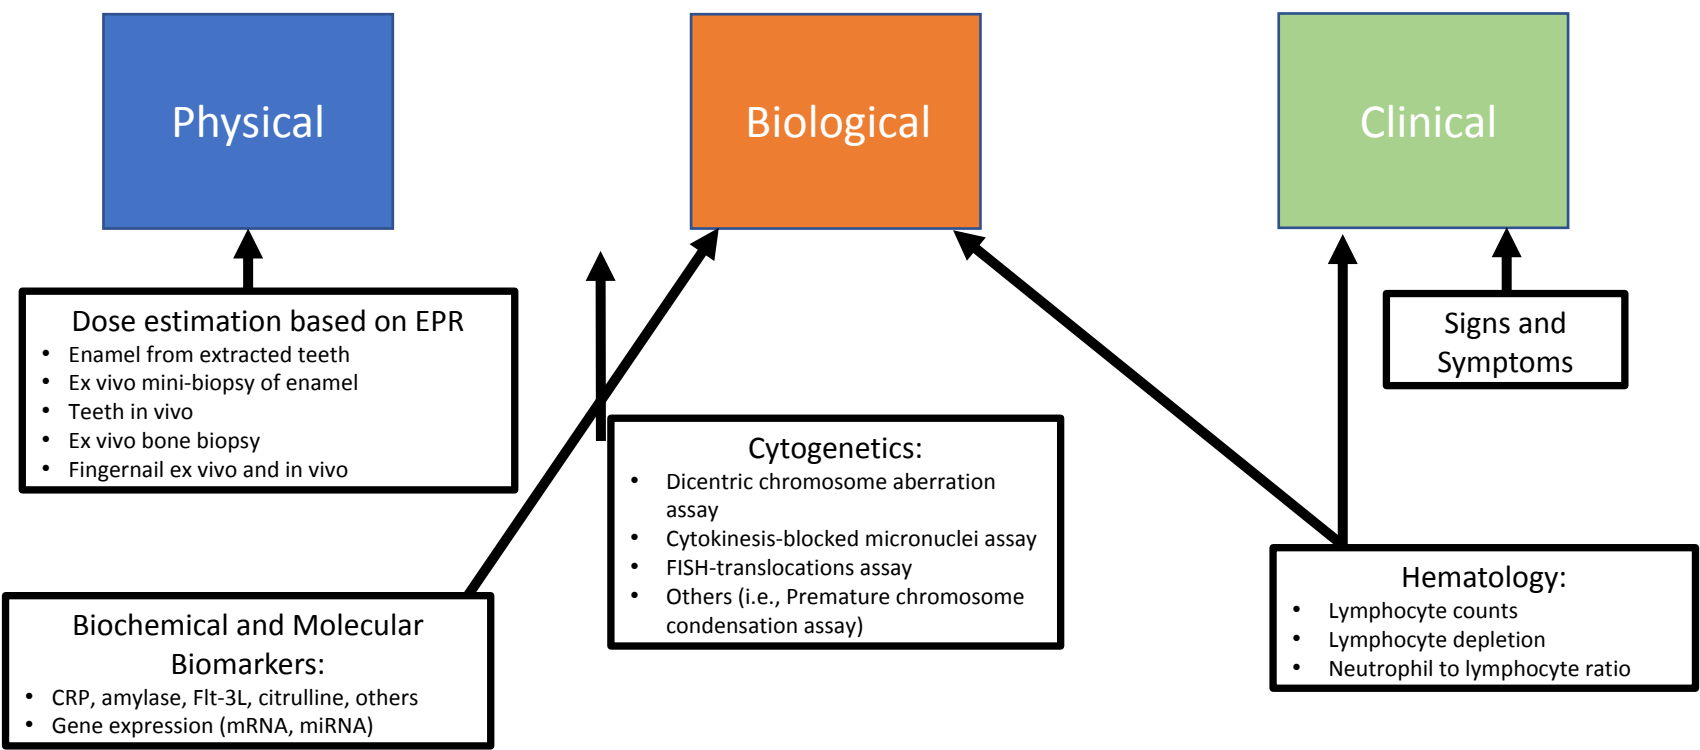 Physical
Biological
Clinical
Dose estimation based on EPR
• Enamel from extracted teeth
• Ex vivo mini-biopsy of enamel
• Teeth in vivo
• Ex vivo bone biopsy
• Fingernail ex vivo and in vivo
Signs and
Symptoms
Cytogenetics:
• Dicentric chromosome aberration
assay
• Cytokinesis-blocked micronuclei assay
• FISH-translocations assay
• Others (i.e., Premature chromosome
condensation assay)
Hematology:
• Lymphocyte counts
• Lymphocyte depletion
• Neutrophil to lymphocyte ratio
Biochemical and Molecular
Biomarkers:
• CRP, amylase, Flt-3L, citrulline, others
• Gene expression (mRNA, miRNA)